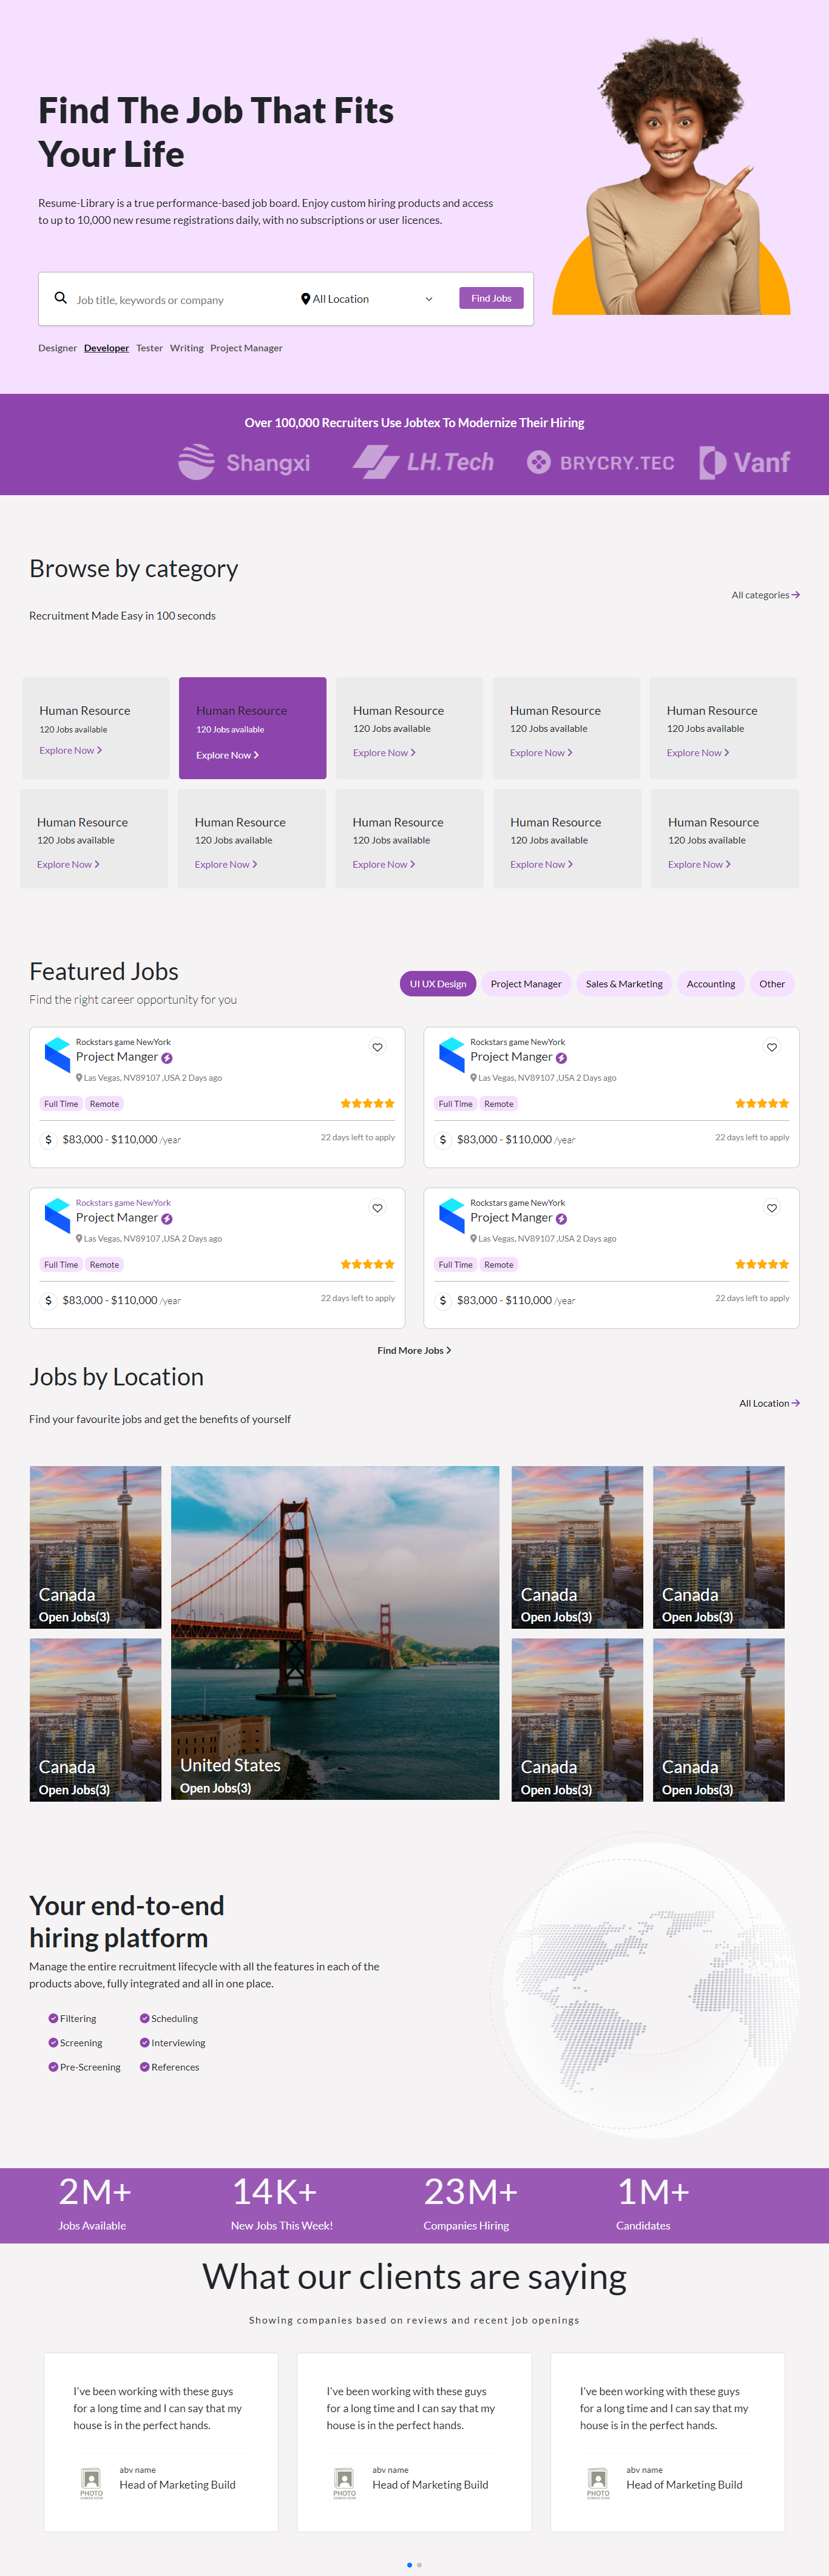 Find The Job That Fits
Your Life
Resume-Library is a true performance-based job board. Enjoy custom hiring products and access
to up to 10,000 new resume registrations daily, with no subscriptions or user licences.
Job title, keywords or company All Location Find Jobs
Designer Developer Tester Writing Project Manager
Over 100,000 Recruiters Use Jobtex To Modernize Their Hiring
Shangxi LH.Tech BRYCRY.TEC Vanf
Browse by category
All categories
Recruitment Made Easy in 100 seconds
Human Resource Human Resource Human Resource Human Resource Human Resource
120 Jobs available 120 Jobs available 120 Jobs available 120 Jobs available 120 Jobs available
Explore Now Explore Now Explore Now Explore Now Explore Now
Human Resource Human Resource Human Resource Human Resource Human Resource
120 Jobs available 120 Jobs available 120 Jobs available 120 Jobs available 120 Jobs available
Explore Now Explore Now Explore Now Explore Now Explore Now
Featured Jobs
Find the right career opportunity for you
UI UX Design Project Manager Sales & Marketing Accounting Other
Rockstars game NewYork
Project Manger
Las Vegas, NV89107 ,USA 2 Days ago
Full Time Remote
$ $83,000 - $110,000 /year 22 days left to apply
Rockstars game NewYork
Project Manger
Las Vegas, NV89107 ,USA 2 Days ago
Full Time Remote
$ $83,000 - $110,000 /year 22 days left to apply
Rockstars game NewYork
Project Manger
Las Vegas, NV89107 ,USA 2 Days ago
Full Time Remote
$ $83,000 - $110,000 /year 22 days left to apply
Rockstars game NewYork
Project Manger
Las Vegas, NV89107 ,USA 2 Days ago
Full Time Remote
$ $83,000 - $110,000 /year 22 days left to apply
Find More Jobs
Jobs by Location
All Location
Find your favourite jobs and get the benefits of yourself
Canada
Open Jobs(3)
Canada
Open Jobs(3)
United States
Open Jobs(3)
Canada
Open Jobs(3)
Canada
Open Jobs(3)
Canada
Open Jobs(3)
Canada
Open Jobs(3)
Your end-to-end
hiring platform
Manage the entire recruitment lifecycle with all the features in each of the
products above, fully integrated and all in one place.
Filtering Scheduling
Screening Interviewing
Pre-Screening References
2M+ 14K+ 23M+ 1M+
Jobs Available New Jobs This Week! Companies Hiring Candidates
What our clients are saying
Showing companies based on reviews and recent job openings
I've been working with these guys
for a long time and I can say that my
house is in the perfect hands.
PHOTO
abv name
Head of Marketing Build
I've been working with these guys
for a long time and I can say that my
house is in the perfect hands.
PHOTO
abv name
Head of Marketing Build
I've been working with these guys
for a long time and I can say that my
house is in the perfect hands.
PHOTO
abv name
Head of Marketing Build